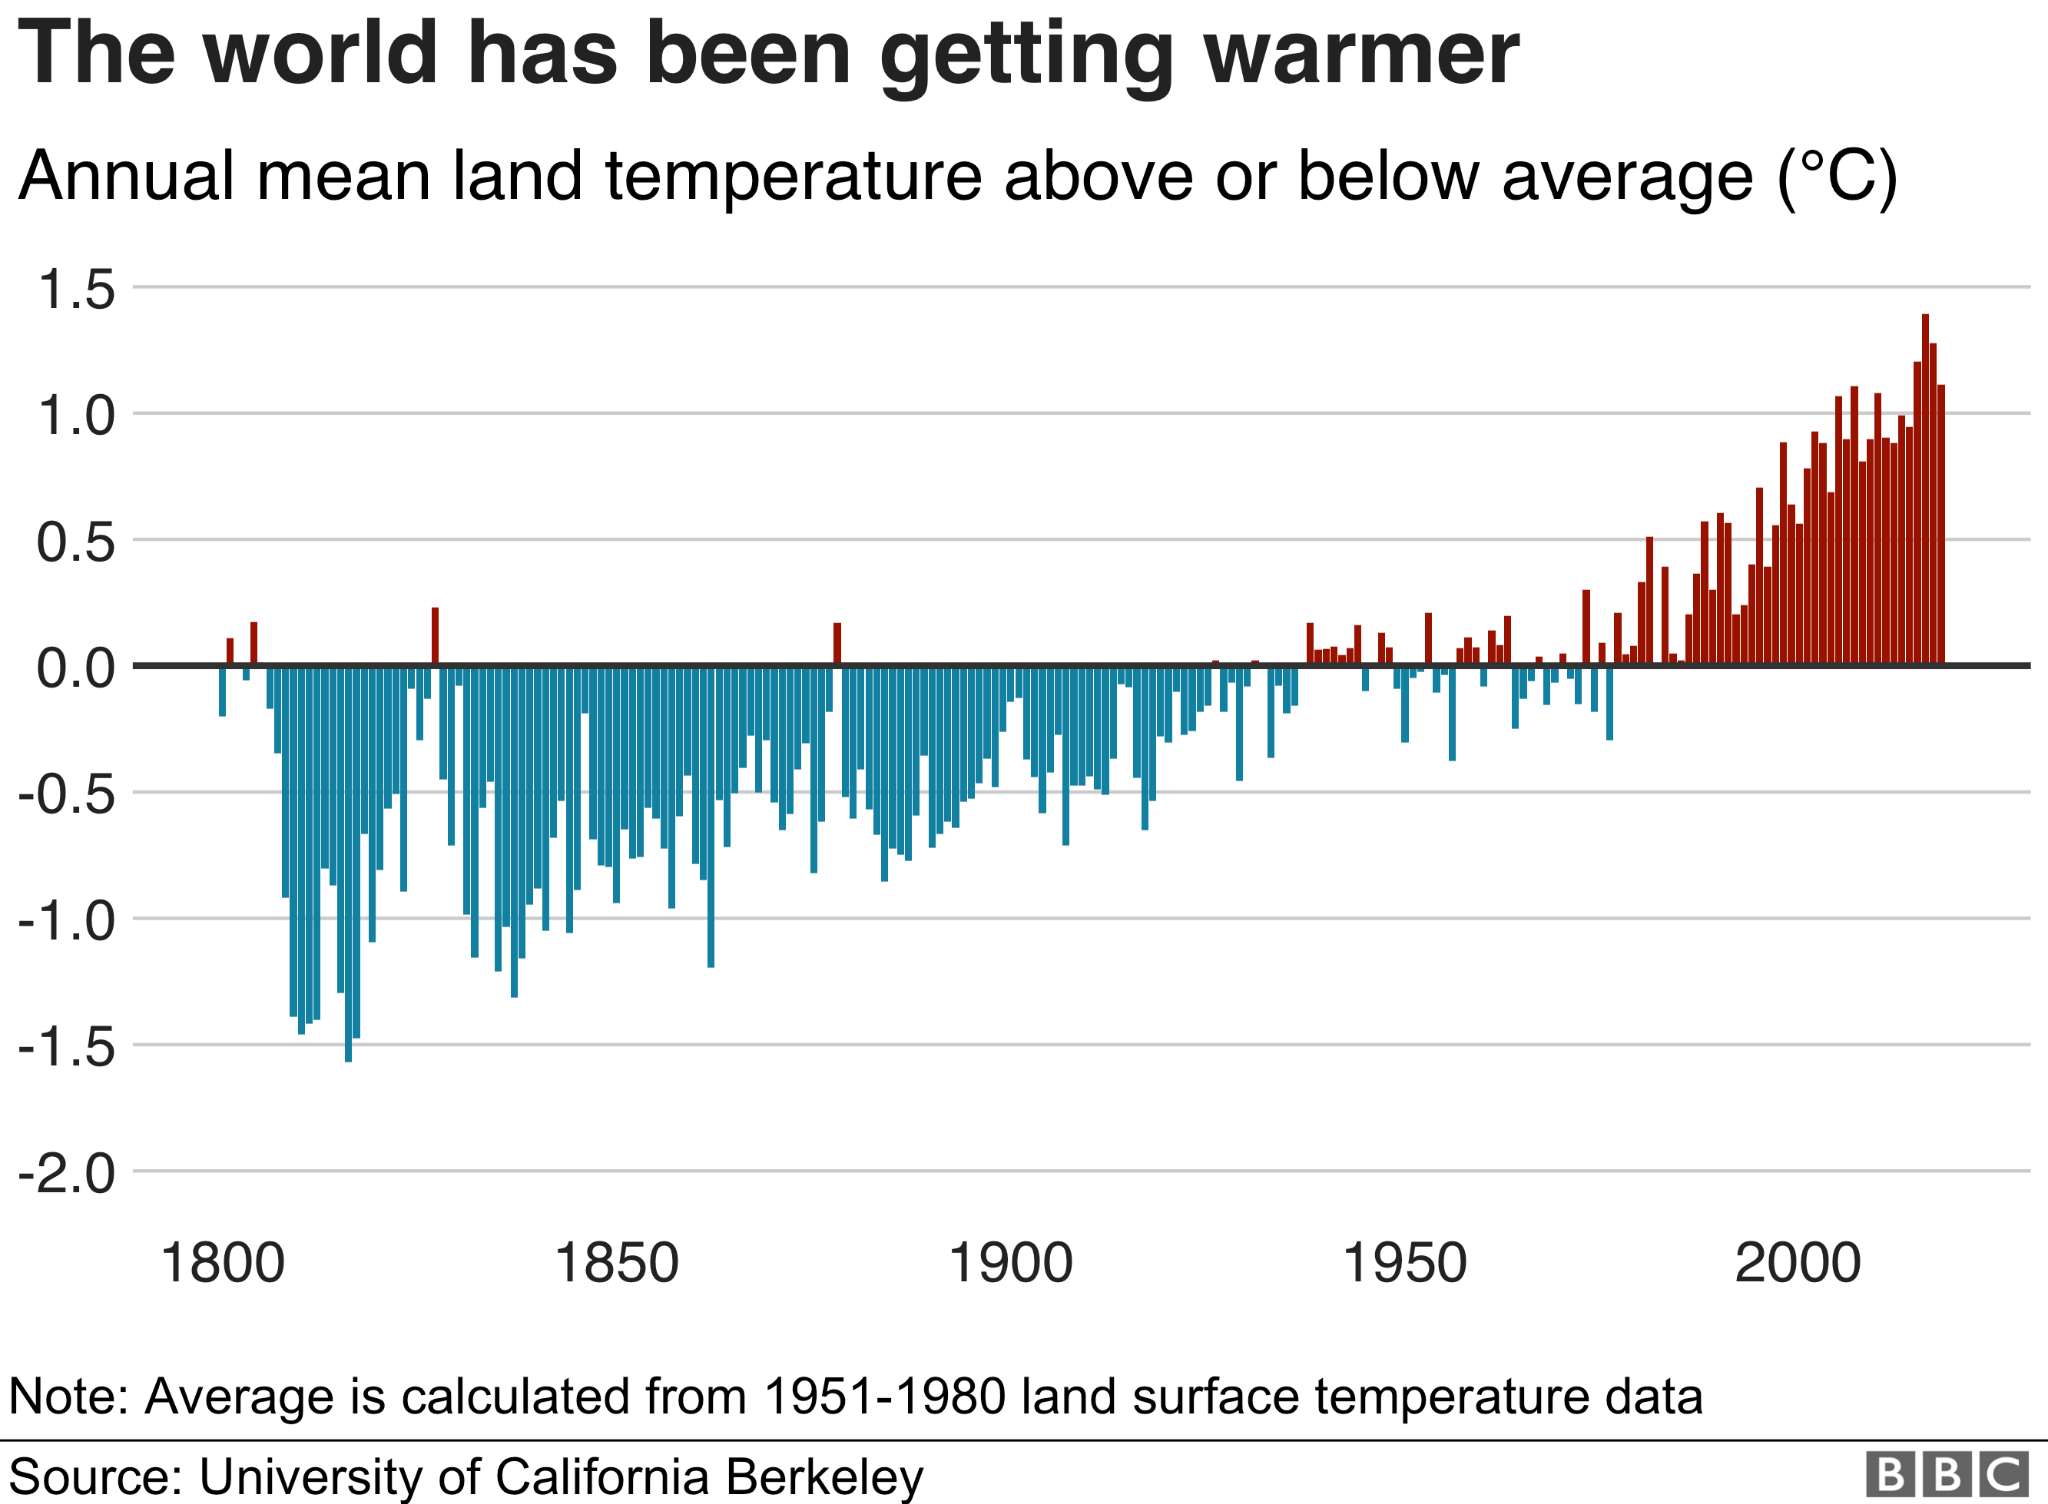 The world has been getting warmer
Annual mean land temperature above or below average (°C)
1.5
1.0
0.5
0.0
-0.5
-1.0
-1.5
-2.0
1800 1850 1900 1950 2000
Note: Average is calculated from 1951-1980 land surface temperature data
Source: University of California Berkeley
BBC